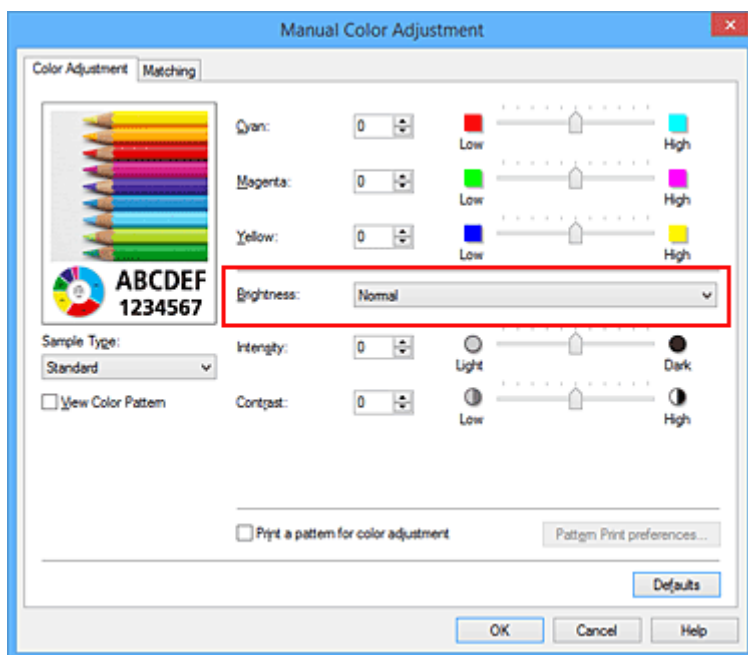 Manual Color Adjustment
Color Adjustment Matching
Cyan: 0 Low High
Magenta: 0 Low High
Yellow: 0 Low High
ABCDEF
1234567
Brightness: Normal
Sample Type:
Standard
View Color Pattern
Intensity: 0 Light Dark
Contrast: 0 Low High
Print a pattern for color adjustment Pattern Print preferences...
Defaults
OK Cancel Help